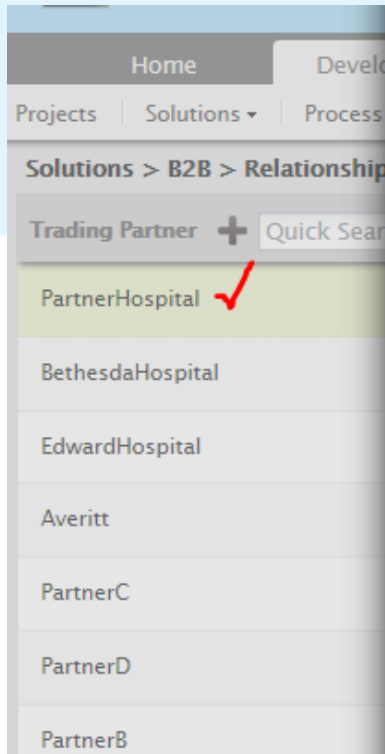 Home Develo
Projects Solutions Process
Solutions > B2B > Relationship
Trading Partner Quick Sear
PartnerHospital
BethesdaHospital
EdwardHospital
Averitt
PartnerC
PartnerD
PartnerB